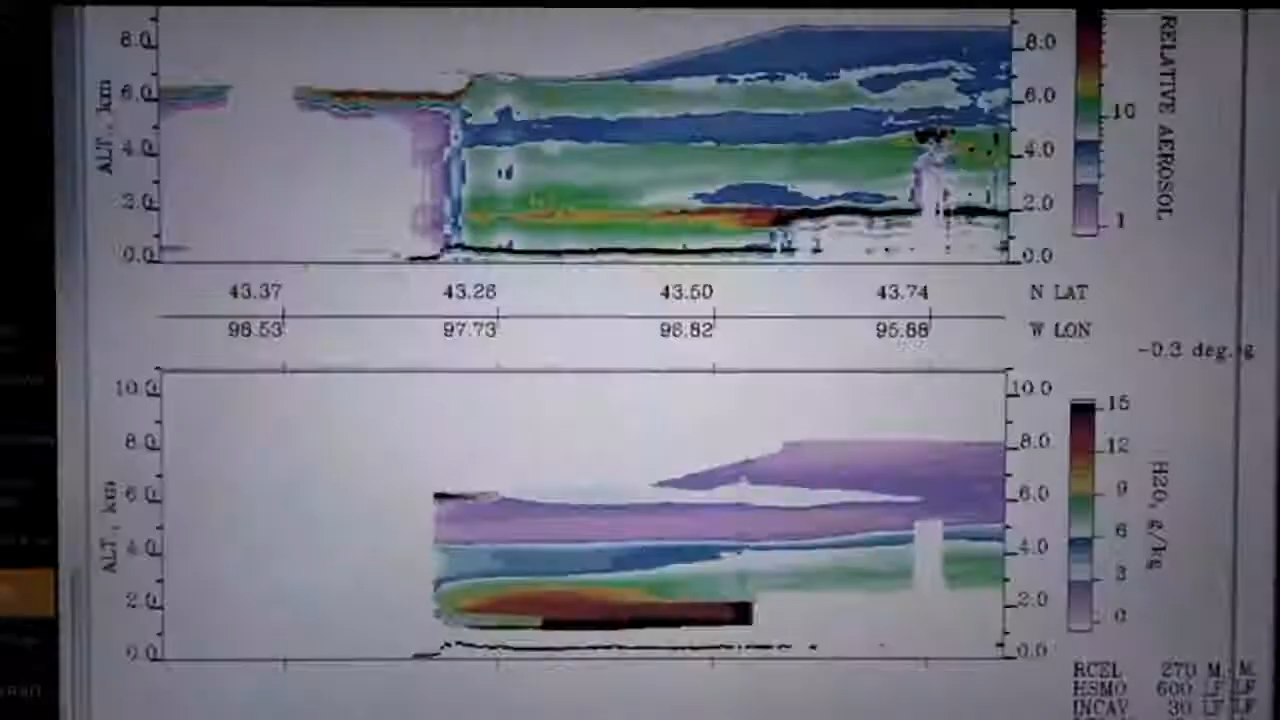 8.0 8.0
6.0 6.0
4.0 4.0
2.0 2.0
0.0 0.0
ALT., km
10
1
RELATIVE AEROSOL
43.37 43.26 43.50 43.74 N LAT
98.53 97.73 96.82 95.88 W LON
-0.3 deg.
10.0 10.0
8.0 8.0
6.0 6.0
4.0 4.0
2.0 2.0
0.0 0.0
ALT., km
15
12
9
6
3
0
H2O, g/kg
RCEL 270 M
HSMO 600 LF
INCAV 30 LF